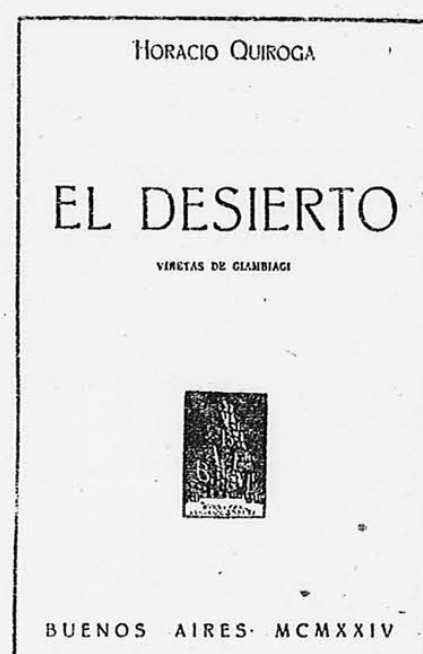 HORACIO QUIROGA
EL DESIERTO
VIÑETAS DE GIAMBIAGI
BUENOS AIRES· MCMXXIV